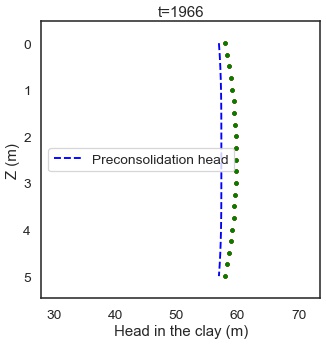 t=1966
0
1
2
3
4
5
Z (m)
Preconsolidation head
30
40
50
60
70
Head in the clay (m)